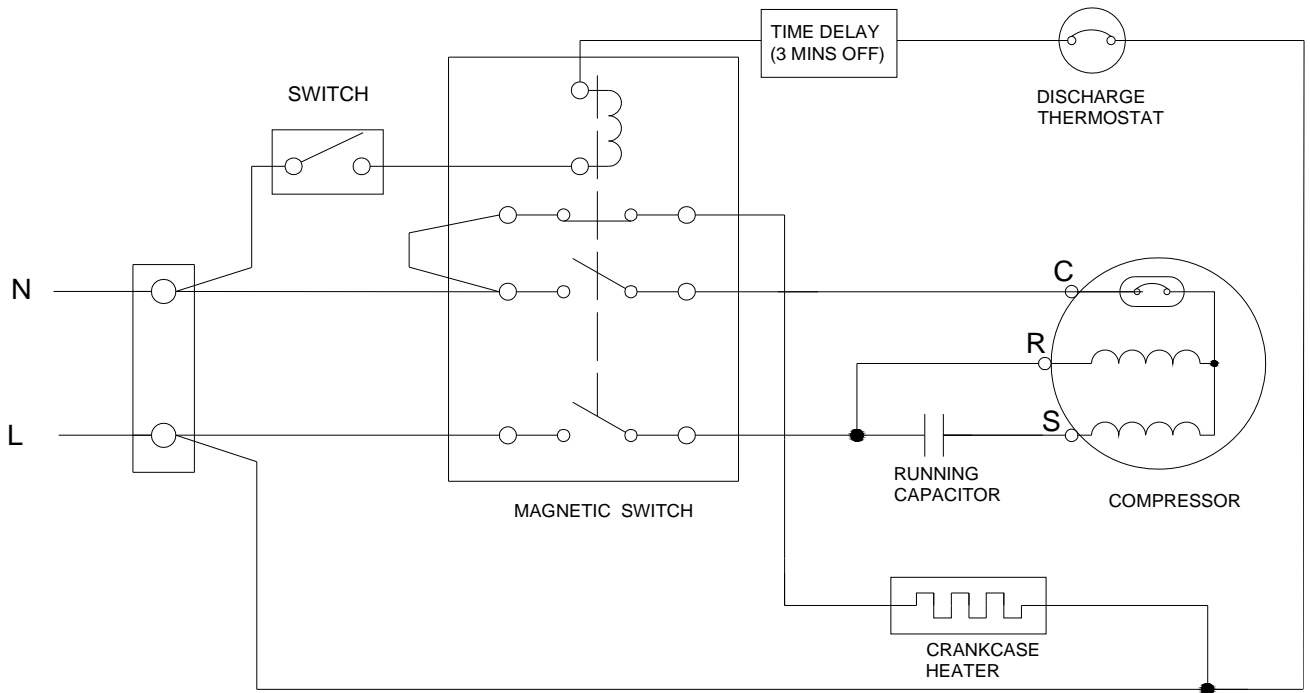 TIME DELAY
(3 MINS OFF)
DISCHARGE
THERMOSTAT
SWITCH
N
C
R
L
S
RUNNING
CAPACITOR
COMPRESSOR
MAGNETIC SWITCH
CRANKCASE
HEATER